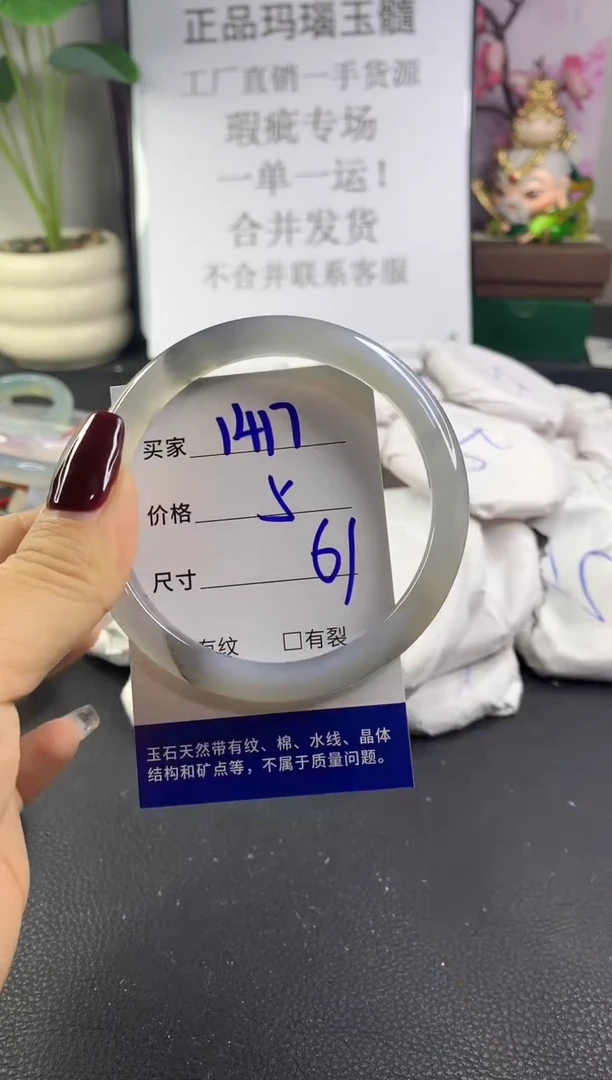 正品玛瑙玉髓
工厂直销一手货源
瑕疵专场
一单一运！
合并发货
不合并联系客服
买家 1417
价格 5
尺寸 61
有纹 □有裂
玉石天然带有纹、棉、水线、晶体
结构和矿点等，不属于质量问题。